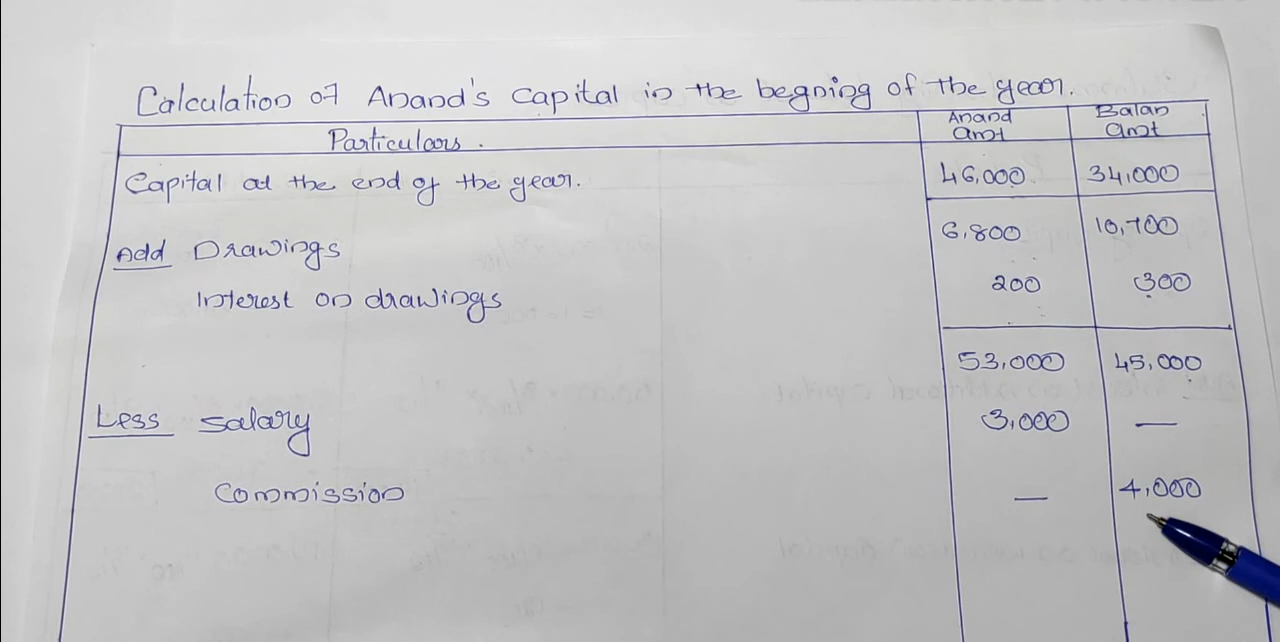 Calculation of Anand's capital in the begning of the year.
Particulars. Anand Amt Balan Amt
Capital at the end of the year. 46,000 34,000
Add Drawings 6,800 10,700
Interest on drawings 200 300
53,000 45,000
Less Salary 3,000 —
Commission — 4,000